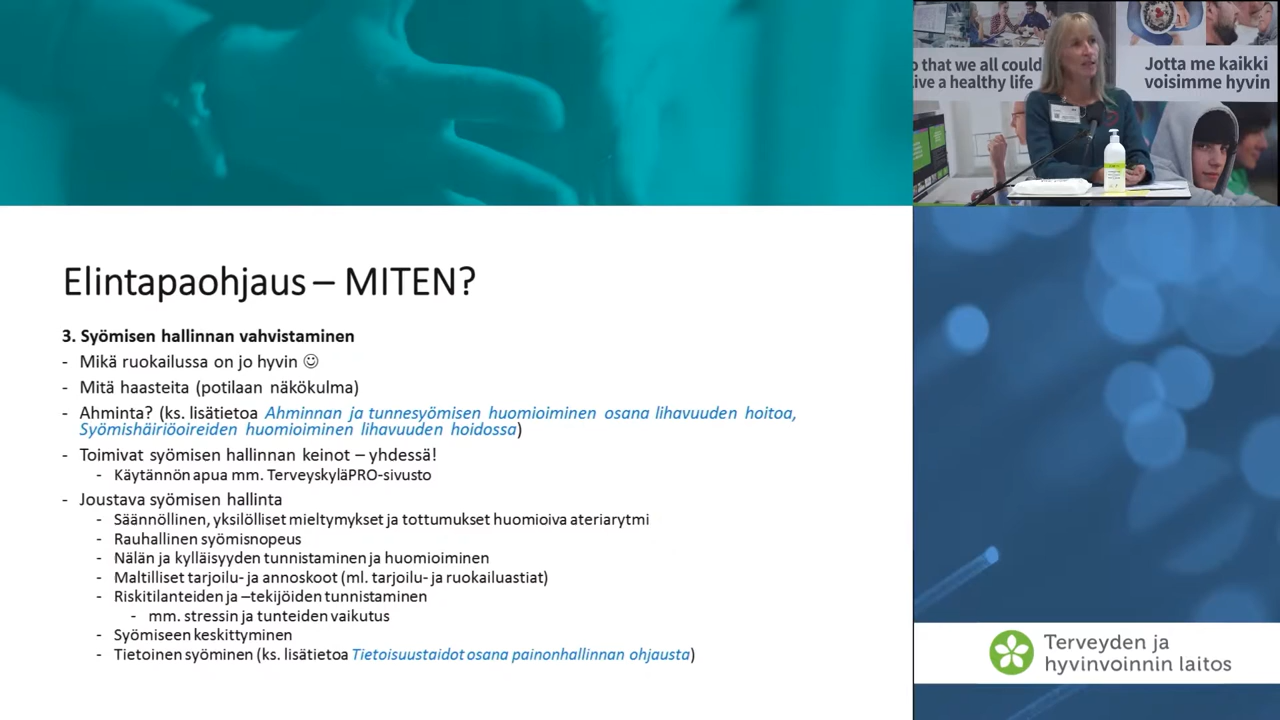 Elintapaohjaus – MITEN?
3. Syömisen hallinnan vahvistaminen
- Mikä ruokailussa on jo hyvin ☺
- Mitä haasteita (potilaan näkökulma)
- Ahminta? (ks. lisätietoa Ahminnan ja tunnesyömisen huomioiminen osana lihavuuden hoitoa,
Syömishäiriöoireiden huomioiminen lihavuuden hoidossa)
- Toimivat syömisen hallinnan keinot – yhdessä!
- Käytännön apua mm. TerveyskyläPRO-sivusto
- Joustava syömisen hallinta
- Säännöllinen, yksilölliset mieltymykset ja tottumukset huomioiva ateriarytmi
- Rauhallinen syömisnopeus
- Nälän ja kylläisyyden tunnistaminen ja huomioiminen
- Maltilliset tarjoilu- ja annoskoot (ml. tarjoilu- ja ruokailuastiat)
- Riskitilanteiden ja –tekijöiden tunnistaminen
- mm. stressin ja tunteiden vaikutus
- Syömiseen keskittyminen
- Tietoinen syöminen (ks. lisätietoa Tietoisuustaidot osana painonhallinnan ohjausta)
o that we all could
ive a healthy life
Jotta me kaikki
voisimme hyvin
Terveyden ja
hyvinvoinnin laitos